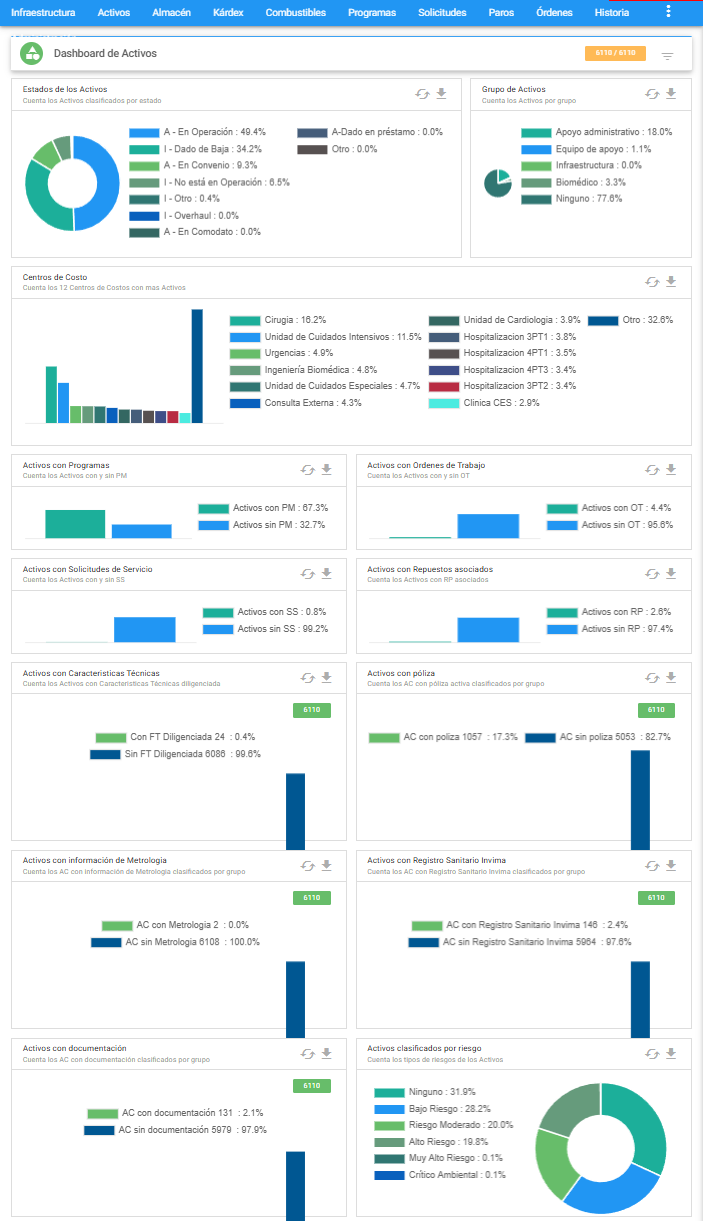 Infraestructura Activos Almacén Kárdex Combustibles Programas Solicitudes Paros Órdenes Historia
Dashboard de Activos
6110 / 6110
Estados de los Activos
Cuenta los Activos clasificados por estado
A - En Operación : 49.4%
I - Dado de Baja : 34.2%
A - En Convenio : 9.3%
I - No está en Operación : 6.5%
I - Otro : 0.4%
I - Overhaul : 0.0%
A - En Comodato : 0.0%
A-Dado en préstamo : 0.0%
Otro : 0.0%
Grupo de Activos
Cuenta los Activos por grupo
Apoyo administrativo : 18.0%
Equipo de apoyo : 1.1%
Infraestructura : 0.0%
Biomédico : 3.3%
Ninguno : 77.6%
Centros de Costo
Cuenta los 12 Centros de Costos con mas Activos
Cirugia : 16.2%
Unidad de Cuidados Intensivos : 11.5%
Urgencias : 4.9%
Ingeniería Biomédica : 4.8%
Unidad de Cuidados Especiales : 4.7%
Consulta Externa : 4.3%
Unidad de Cardiologia : 3.9%
Hospitalizacion 3PT1 : 3.8%
Hospitalizacion 4PT1 : 3.5%
Hospitalizacion 4PT3 : 3.4%
Hospitalizacion 3PT2 : 3.4%
Clinica CES : 2.9%
Otro : 32.6%
Activos con Programas
Cuenta los Activos con y sin PM
Activos con PM : 67.3%
Activos sin PM : 32.7%
Activos con Ordenes de Trabajo
Cuenta los Activos con y sin OT
Activos con OT : 4.4%
Activos sin OT : 95.6%
Activos con Solicitudes de Servicio
Cuenta los Activos con y sin SS
Activos con SS : 0.8%
Activos sin SS : 99.2%
Activos con Repuestos asociados
Cuenta los Activos con RP asociados
Activos con RP : 2.6%
Activos sin RP : 97.4%
Activos con Caracteristicas Técnicas
Cuenta los Activos con Caracteristicas Técnicas diligenciada
6110
Con FT Diligenciada 24 : 0.4%
Sin FT Diligenciada 6086 : 99.6%
Activos con póliza
Cuenta los AC con póliza activa clasificados por grupo
6110
AC con poliza 1057 : 17.3%
AC sin poliza 5053 : 82.7%
Activos con información de Metrologia
Cuenta los AC con información de Metrologia clasificados por grupo
6110
AC con Metrologia 2 : 0.0%
AC sin Metrologia 6108 : 100.0%
Activos con Registro Sanitario Invima
Cuenta los AC con Registro Sanitario Invima clasificados por grupo
6110
AC con Registro Sanitario Invima 146 : 2.4%
AC sin Registro Sanitario Invima 5964 : 97.6%
Activos con documentación
Cuenta los AC con documentación clasificados por grupo
6110
AC con documentación 131 : 2.1%
AC sin documentación 5979 : 97.9%
Activos clasificados por riesgo
Cuenta los tipos de riesgos de los Activos
Ninguno : 31.9%
Bajo Riesgo : 28.2%
Riesgo Moderado : 20.0%
Alto Riesgo : 19.8%
Muy Alto Riesgo : 0.1%
Crítico Ambiental : 0.1%